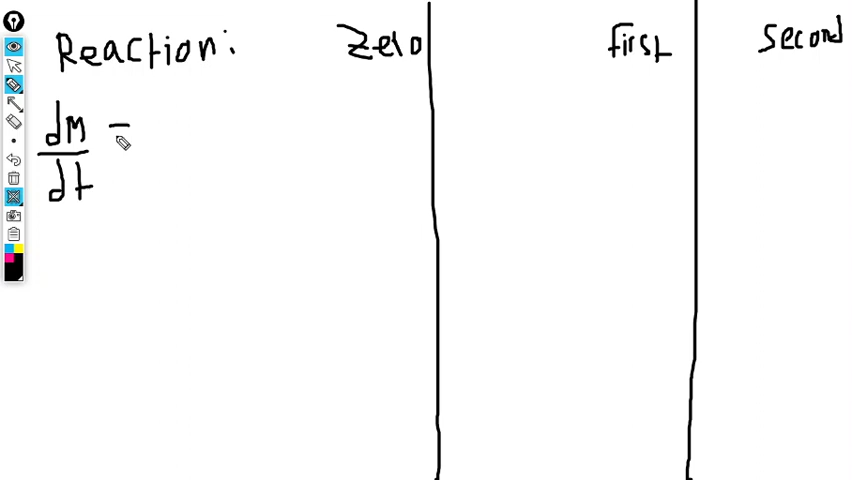 Reaction: Zero First Second
dM/dt =